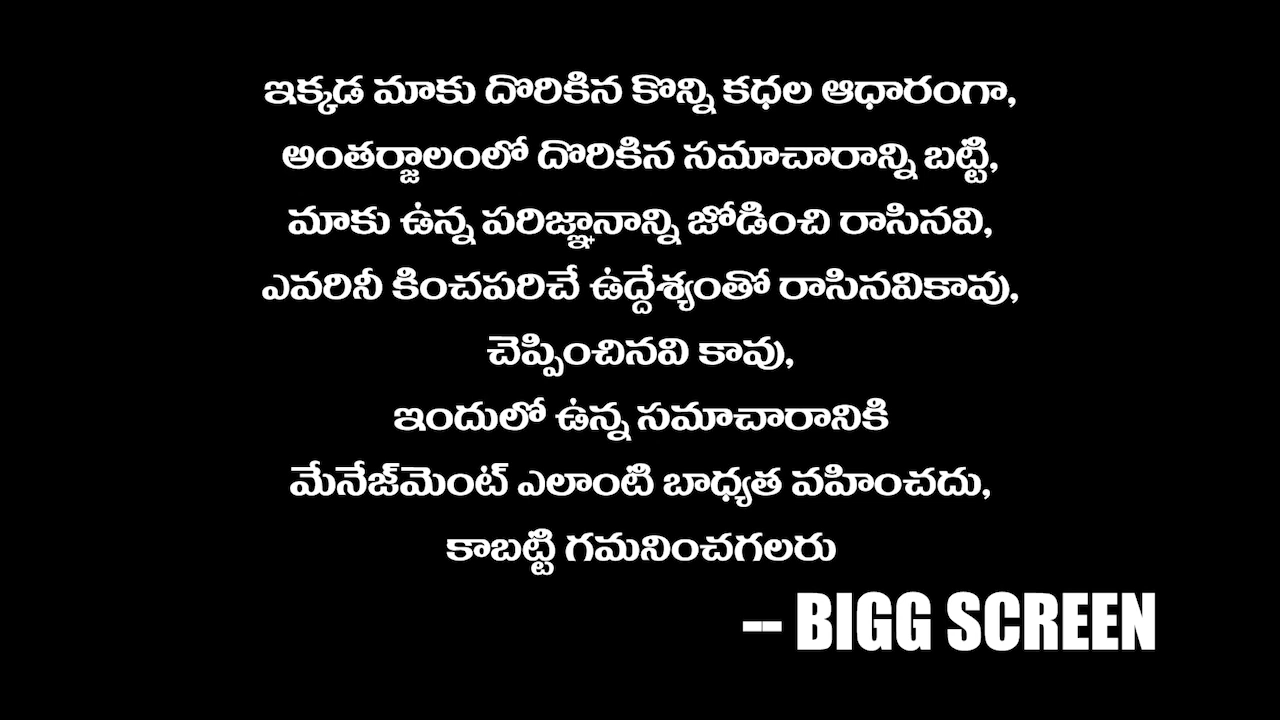 ఇక్కడ మాకు దొరికిన కొన్ని కధల ఆధారంగా,
అంతర్జాలంలో దొరికిన సమాచారాన్ని బట్టి,
మాకు ఉన్న పరిజ్ఞానాన్ని జోడించి రాసినవి,
ఎవరినీ కించపరిచే ఉద్దేశ్యంతో రాసినవికావు,
చెప్పించినవి కావు,
ఇందులో ఉన్న సమాచారానికి
మేనేజ్‌మెంట్ ఎలాంటి బాధ్యత వహించదు,
కాబట్టి గమనించగలరు
-- BIGG SCREEN